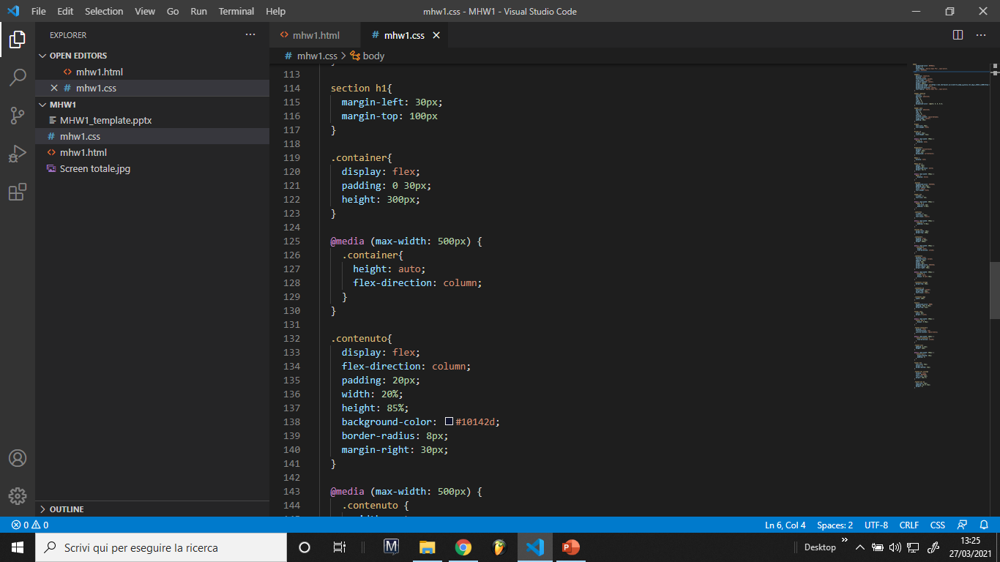 File Edit Selection View Go Run Terminal Help mhw1.css - MHW1 - Visual Studio Code
EXPLORER
OPEN EDITORS
mhw1.html
mhw1.css
MHW1
MHW1_template.pptx
mhw1.css
mhw1.html
Screen totale.jpg
OUTLINE
mhw1.html mhw1.css
mhw1.css > body
113
114 section h1{
115 margin-left: 30px;
116 margin-top: 100px
117 }
118
119 .container{
120 display: flex;
121 padding: 0 30px;
122 height: 300px;
123 }
124
125 @media (max-width: 500px) {
126 .container{
127 height: auto;
128 flex-direction: column;
129 }
130 }
131
132 .contenuto{
133 display: flex;
134 flex-direction: column;
135 padding: 20px;
136 width: 20%;
137 height: 85%;
138 background-color: #10142d;
139 border-radius: 8px;
140 margin-right: 30px;
141 }
142
143 @media (max-width: 500px) {
144 .contenuto {
0 0 Ln 6, Col 4 Spaces: 2 UTF-8 CRLF CSS
Scrivi qui per eseguire la ricerca
Desktop
13:25
27/03/2021